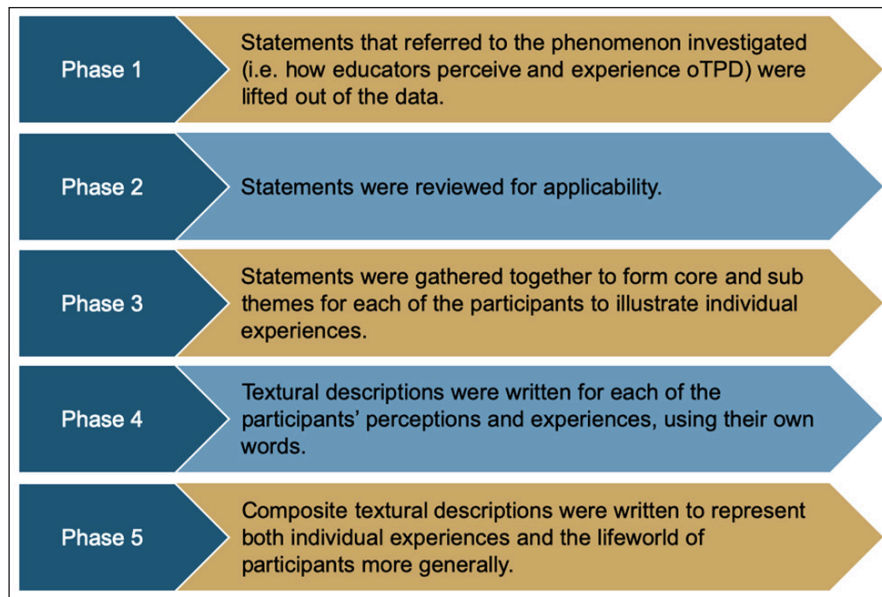 Phase 1
Statements that referred to the phenomenon investigated
(i.e. how educators perceive and experience oTPD) were
lifted out of the data.
Phase 2
Statements were reviewed for applicability.
Phase 3
Statements were gathered together to form core and sub
themes for each of the participants to illustrate individual
experiences.
Phase 4
Textural descriptions were written for each of the
participants’ perceptions and experiences, using their own
words.
Phase 5
Composite textural descriptions were written to represent
both individual experiences and the lifeworld of
participants more generally.